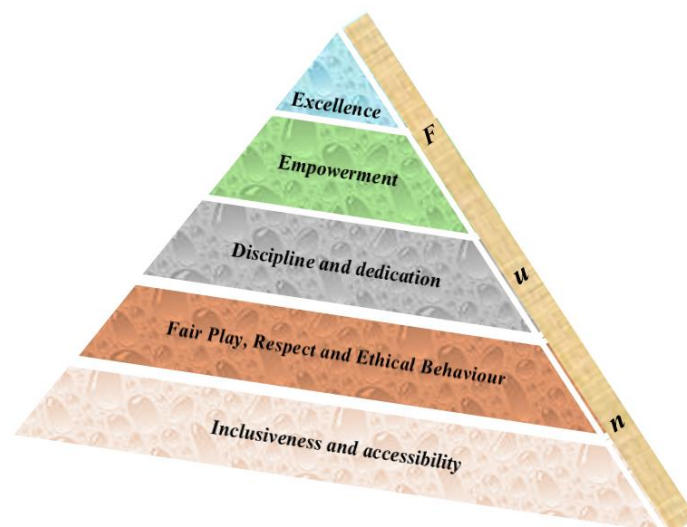 Excellence
Empowerment
Discipline and dedication
Fair Play, Respect and Ethical Behaviour
Inclusiveness and accessibility
F
u
n